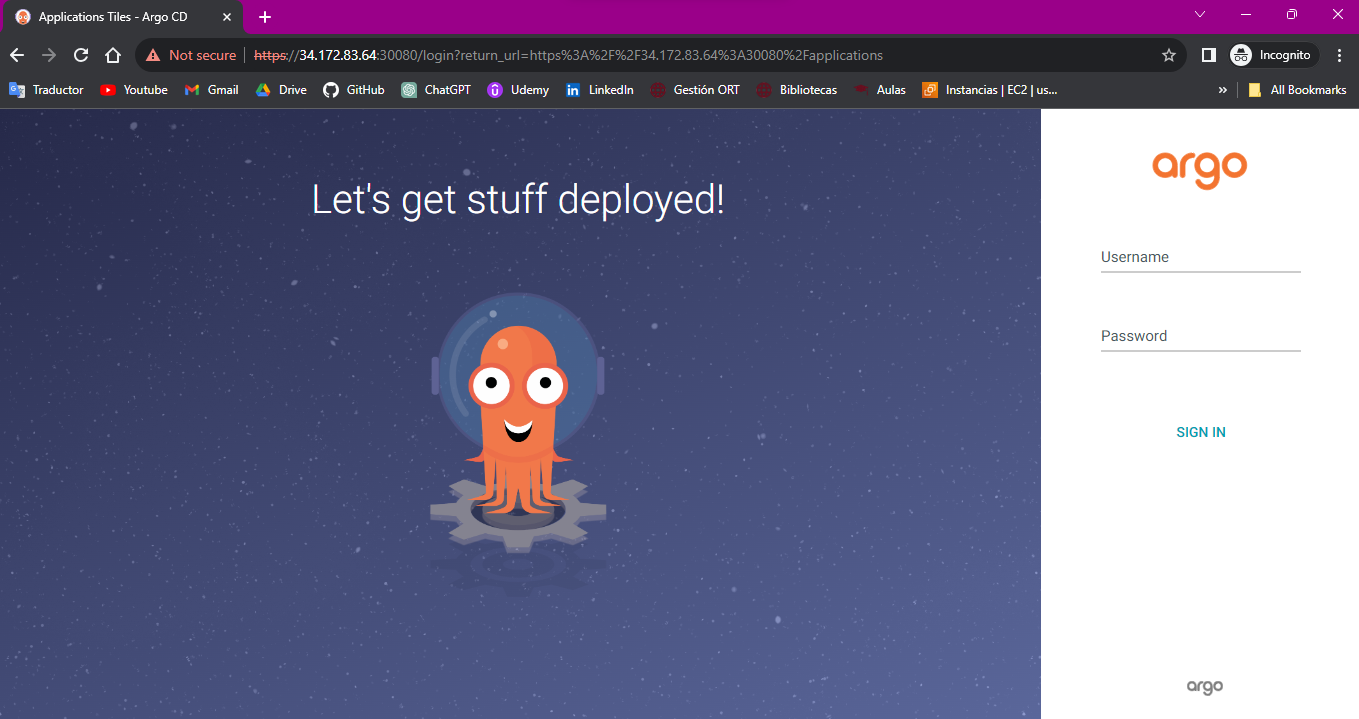 Applications Tiles - Argo CD
Not secure https://34.172.83.64:30080/login?return_url=https%3A%2F%2F34.172.83.64%3A30080%2Fapplications Incognito
Traductor Youtube Gmail Drive GitHub ChatGPT Udemy LinkedIn Gestión ORT Bibliotecas Aulas Instancias | EC2 | us... » All Bookmarks
Let's get stuff deployed!
argo
Username
Password
SIGN IN
argo